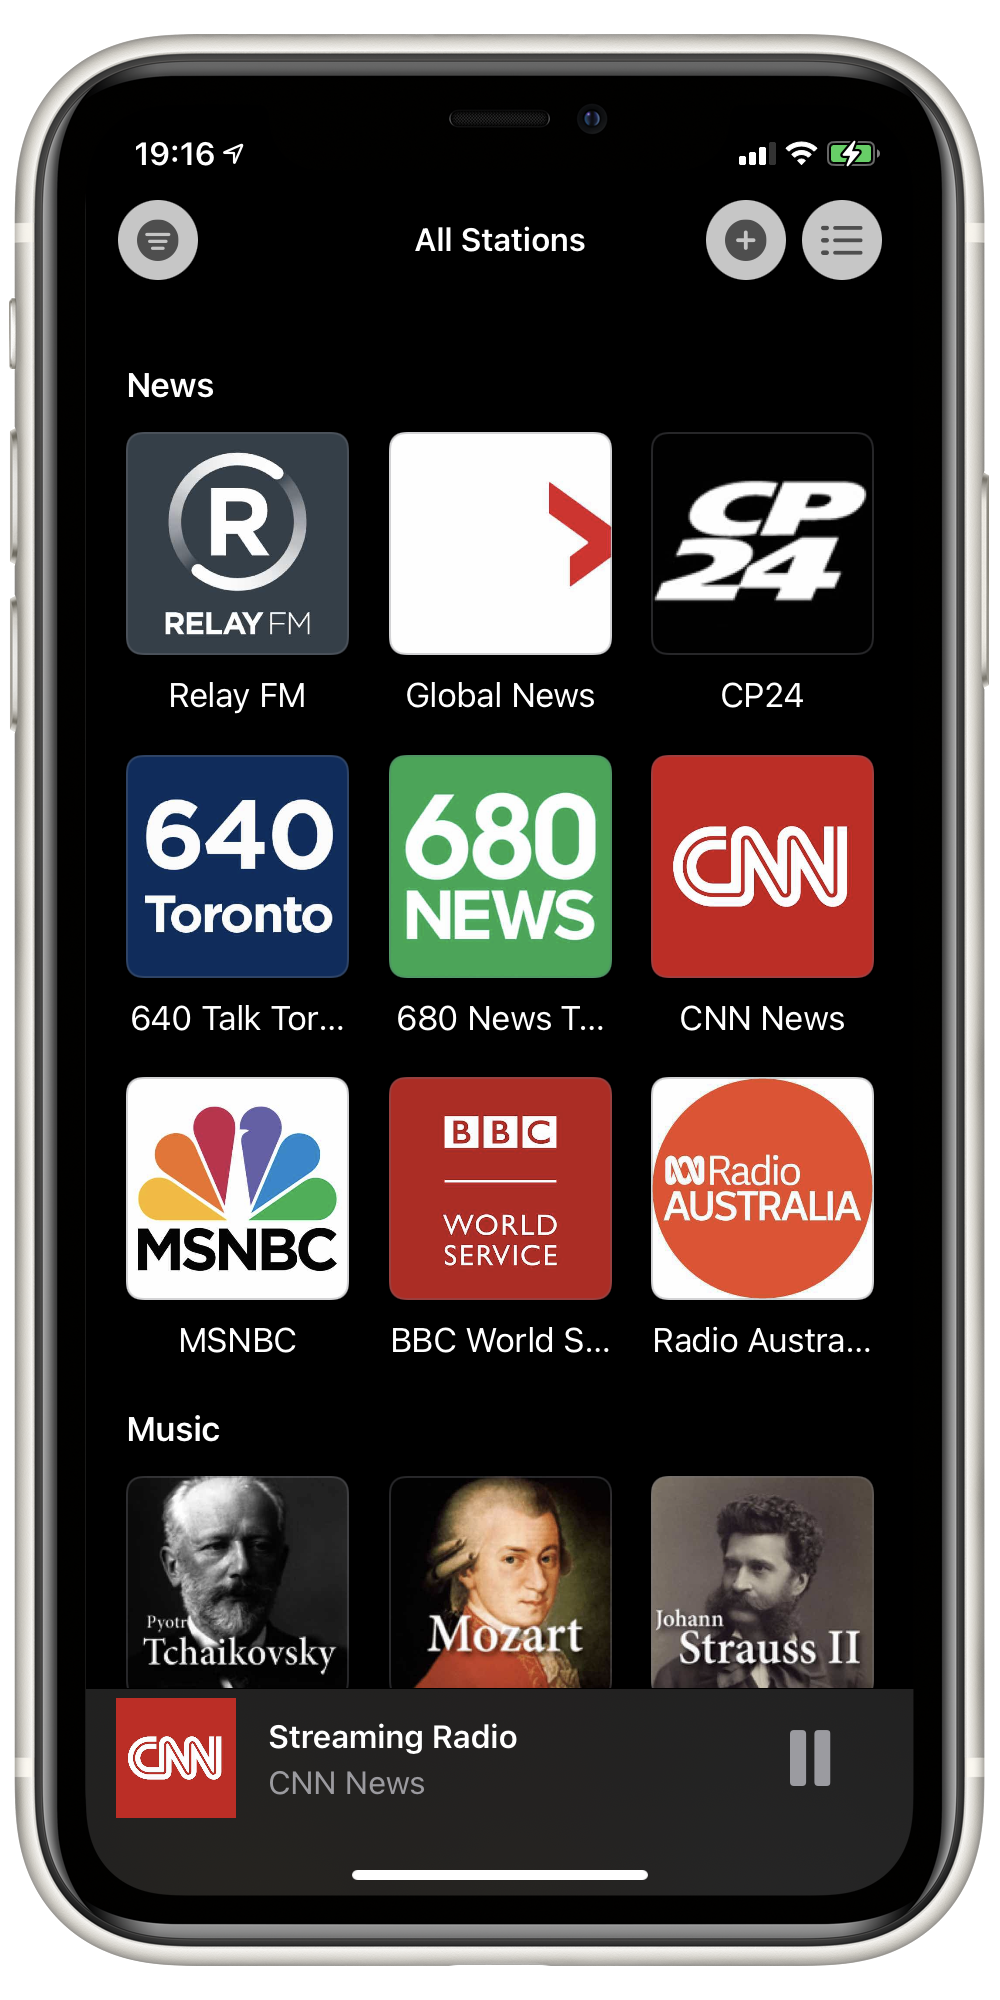 19:16
All Stations
News
R
RELAY FM
CP
24
Relay FM
Global News
CP24
640
Toronto
680
NEWS
CNN
640 Talk Tor...
680 News T...
CNN News
MSNBC
BBC
WORLD
SERVICE
Radio
AUSTRALIA
MSNBC
BBC World S...
Radio Austra...
Music
Pyotr
Tchaikovsky
Mozart
Johann
Strauss II
CNN
Streaming Radio
CNN News